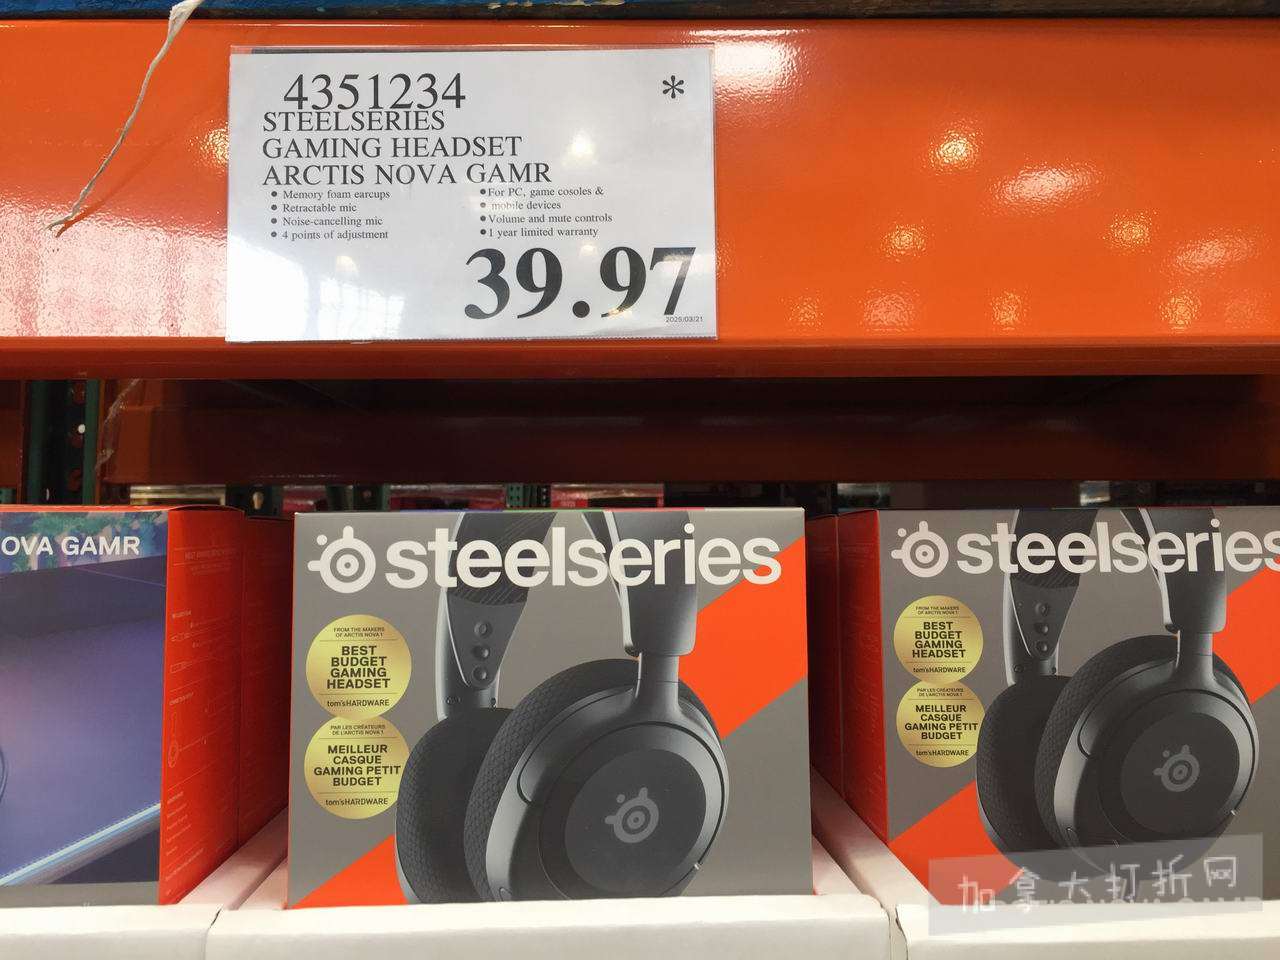 4351234 *
STEELSERIES
GAMING HEADSET
ARCTIS NOVA GAMR
• Memory foam earcups
• Retractable mic
• Noise-cancelling mic
• 4 points of adjustment
• For PC, game cosoles &
• mobile devices
• Volume and mute controls
• 1 year limited warranty
39.97
2025/03/21
OVA GAMR
steelseries
FROM THE MAKERS
OF ARCTIS NOVA 1
BEST
BUDGET
GAMING
HEADSET
tom'sHARDWARE
PAR LES CRÉATEURS
DE L'ARCTIS NOVA 1
MEILLEUR
CASQUE
GAMING PETIT
BUDGET
tom'sHARDWARE
steelseries
FROM THE MAKERS
OF ARCTIS NOVA 1
BEST
BUDGET
GAMING
HEADSET
tom'sHARDWARE
PAR LES CRÉATEURS
DE L'ARCTIS NOVA 1
MEILLEUR
CASQUE
GAMING PETIT
BUDGET
tom'sHARDWARE
加拿大打折网